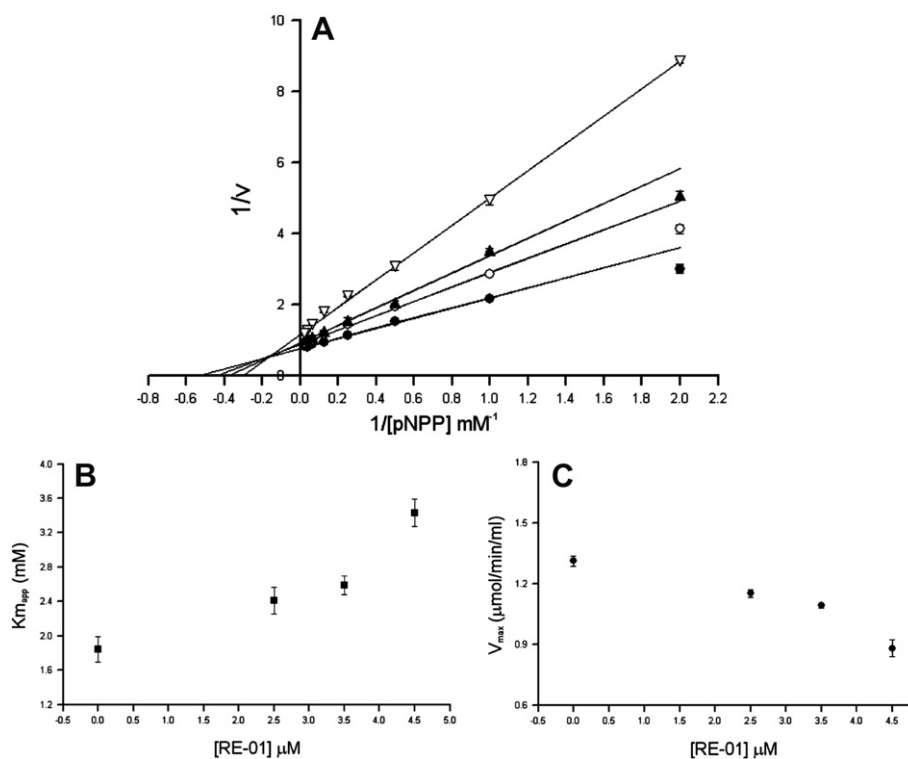 A
10
8
6
4
2
0
1/v
-0.8 -0.6 -0.4 -0.2 0.0 0.2 0.4 0.6 0.8 1.0 1.2 1.4 1.6 1.8 2.0 2.2
1/[pNPP] mM⁻¹
B
4.0
3.6
3.2
2.8
2.4
2.0
1.6
1.2
Km_app (mM)
-0.5 0.0 0.5 1.0 1.5 2.0 2.5 3.0 3.5 4.0 4.5 5.0
[RE-01] μM
C
1.8
1.5
1.2
0.9
0.6
V_max (μmol/min/ml)
-0.5 0.0 0.5 1.0 1.5 2.0 2.5 3.0 3.5 4.0 4.5
[RE-01] μM